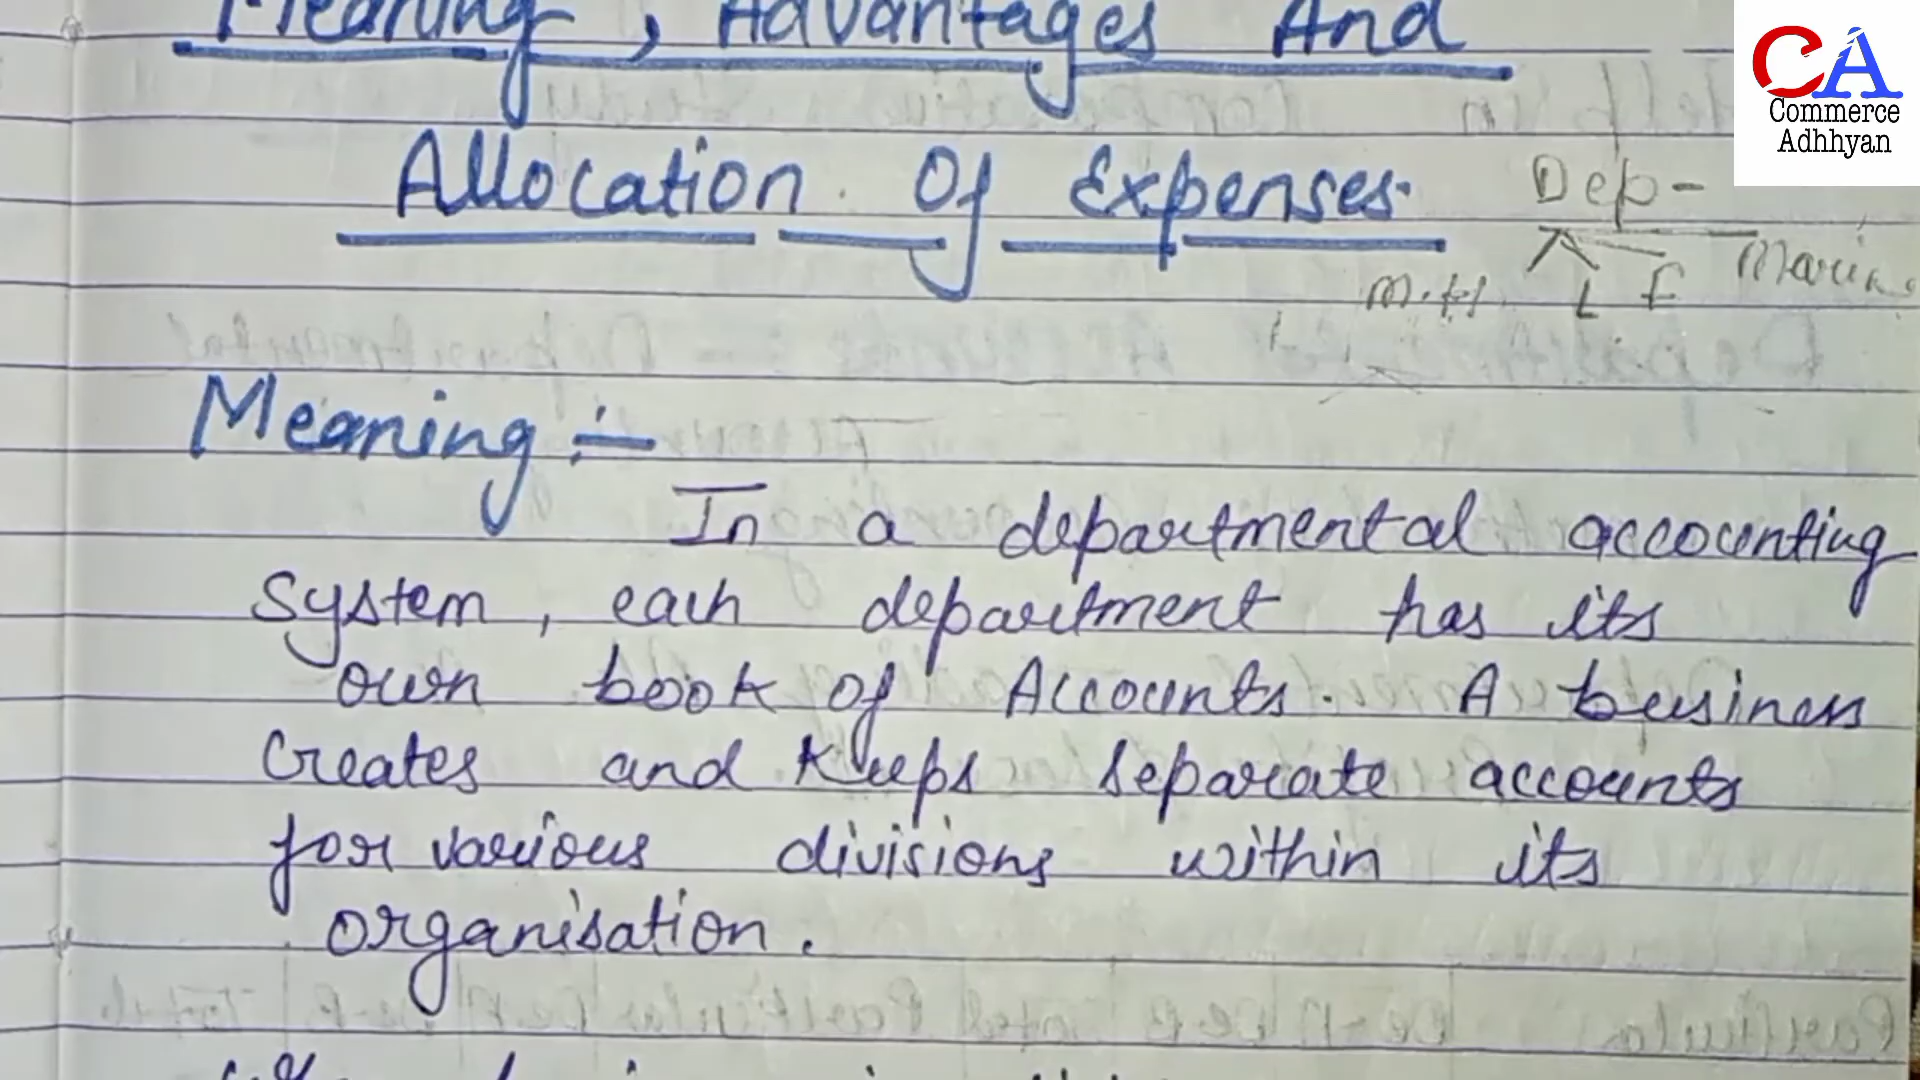 Meaning, Advantages And
Allocation Of Expenses.
CA
Commerce
Adhhyan
Dep-
L F
Meaning :-
In a departmental accounting
System, each department has its
own book of Accounts. A business
Creates and Keeps separate accounts
for various divisions within its
organisation.